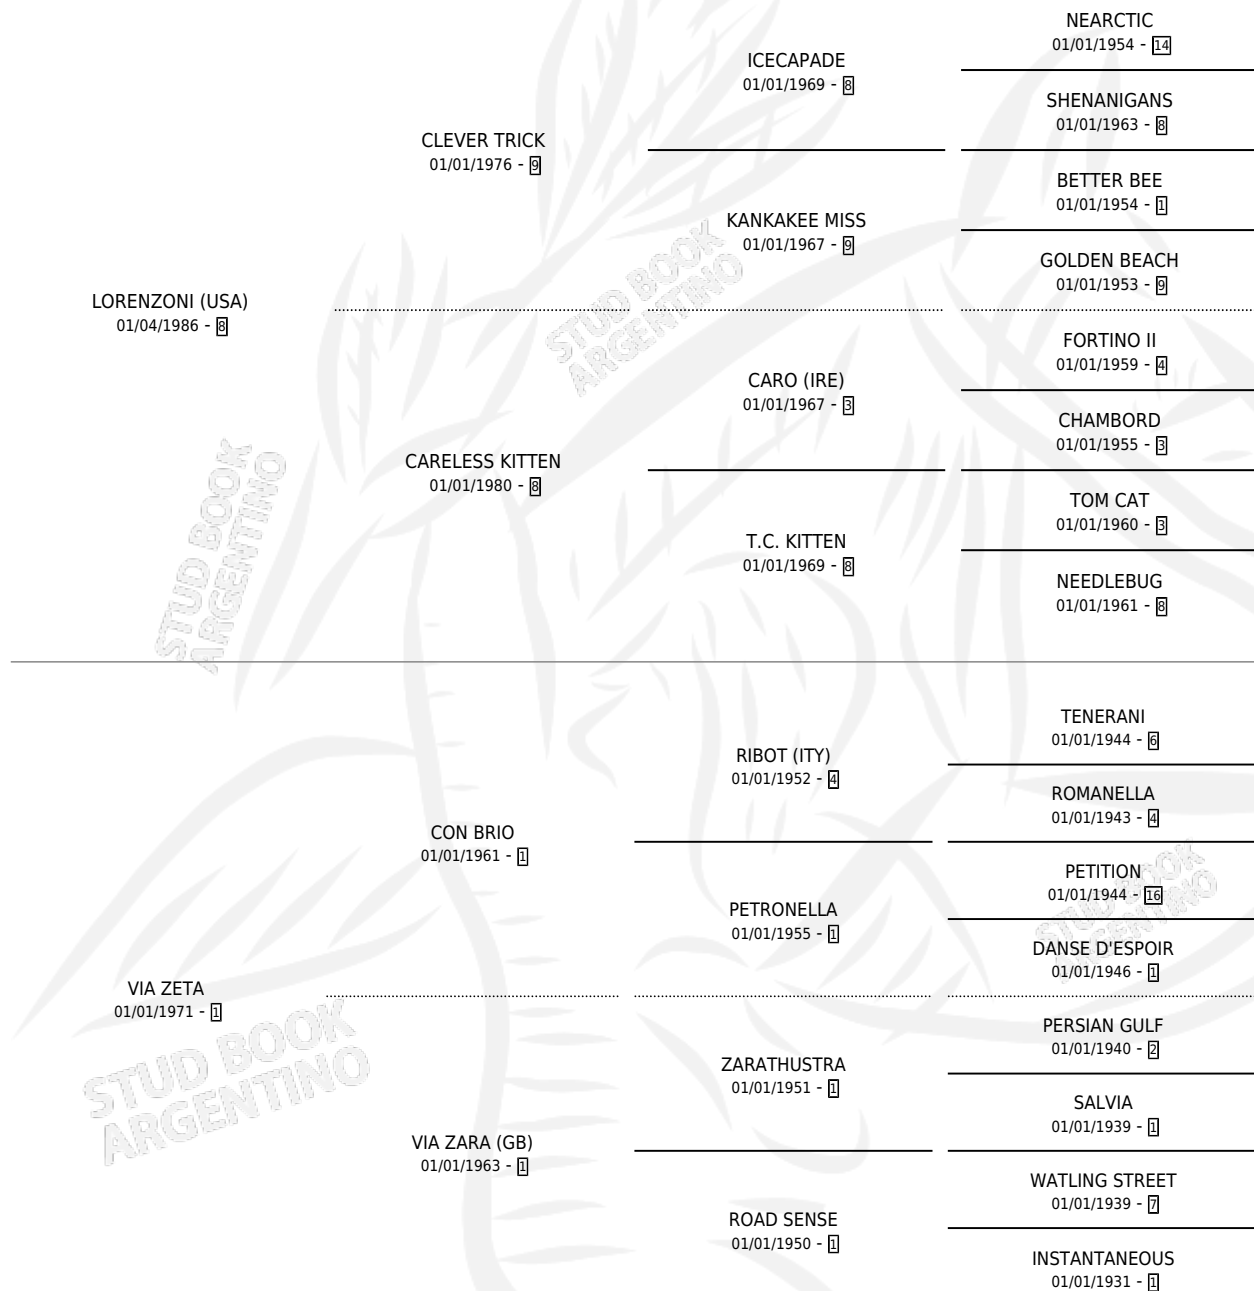 NEARCTIC
01/01/1954 - 14
ICECAPADE
01/01/1969 - 8
SHENANIGANS
01/01/1963 - 8
CLEVER TRICK
01/01/1976 - 9
BETTER BEE
01/01/1954 - 1
KANKAKEE MISS
01/01/1967 - 9
GOLDEN BEACH
01/01/1953 - 9
LORENZONI (USA)
01/04/1986 - 8
FORTINO II
01/01/1959 - 4
CARO (IRE)
01/01/1967 - 3
CHAMBORD
01/01/1955 - 3
CARELESS KITTEN
01/01/1980 - 8
TOM CAT
01/01/1960 - 3
T.C. KITTEN
01/01/1969 - 8
NEEDLEBUG
01/01/1961 - 8
TENERANI
01/01/1944 - 6
RIBOT (ITY)
01/01/1952 - 4
ROMANELLA
01/01/1943 - 4
CON BRIO
01/01/1961 - 1
PETITION
01/01/1944 - 16
PETRONELLA
01/01/1955 - 1
DANSE D'ESPOIR
01/01/1946 - 1
VIA ZETA
01/01/1971 - 1
PERSIAN GULF
01/01/1940 - 2
ZARATHUSTRA
01/01/1951 - 1
SALVIA
01/01/1939 - 1
VIA ZARA (GB)
01/01/1963 - 1
WATLING STREET
01/01/1939 - 7
ROAD SENSE
01/01/1950 - 1
INSTANTANEOUS
01/01/1931 - 1
STUD BOOK
ARGENTINO
STUD BOOK
ARGENTINO
STUD BOOK
ARGENTINO
STUD BOOK
ARGENTINO